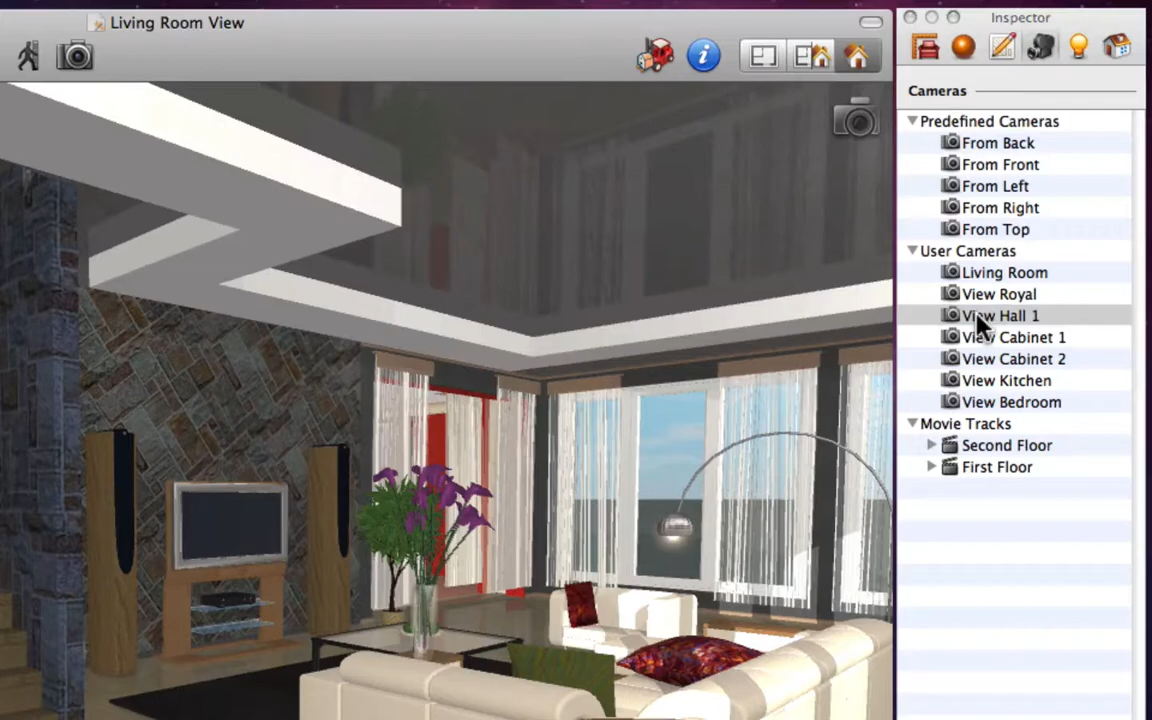 Living Room View
Inspector
Cameras
Predefined Cameras
From Back
From Front
From Left
From Right
From Top
User Cameras
Living Room
View Royal
View Hall 1
View Cabinet 1
View Cabinet 2
View Kitchen
View Bedroom
Movie Tracks
Second Floor
First Floor